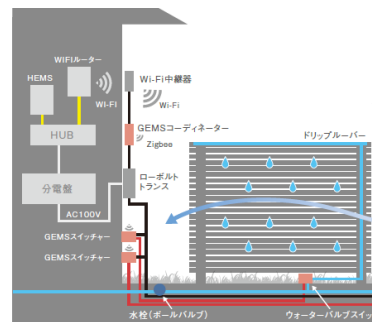 WIFIルーター
HEMS
WI-FI
Wi-Fi中継器
Wi-Fi
HUB
GEMSコーディネーター
Zigboo
ドリップルーバー
分電盤
ローボルト
トランス
AC100V
GEMSスイッチャー
GEMSスイッチャー
水栓(ボールバルブ)
ウォーターバルブスイッ